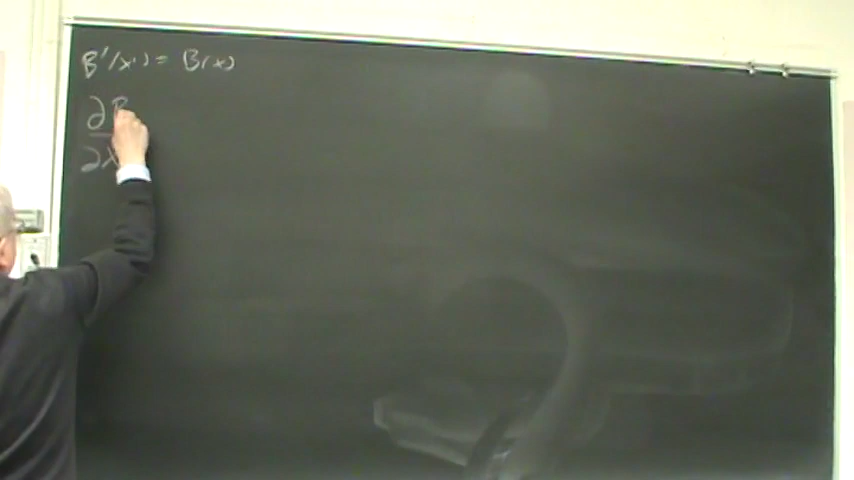 B'(x') = B(x)
∂B
∂x